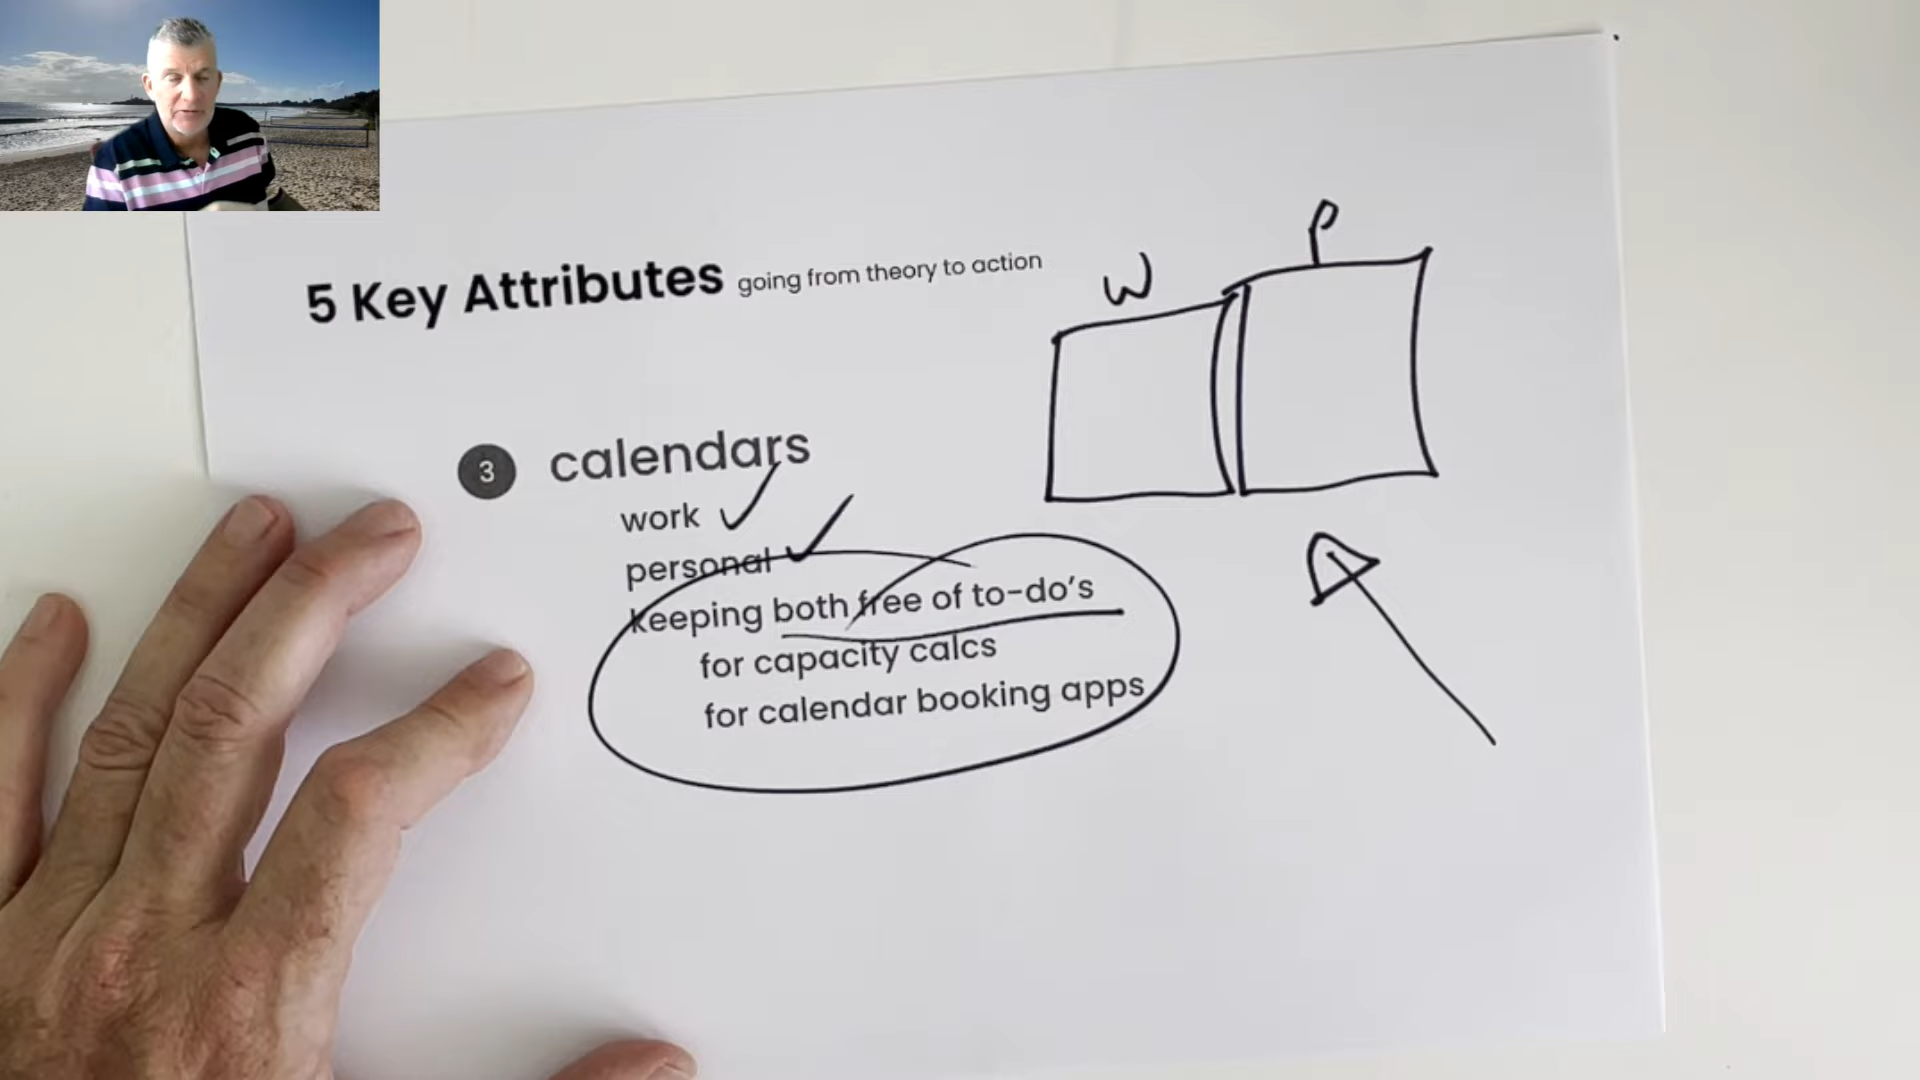 5 Key Attributes going from theory to action
W
P
3 calendars
work
personal
keeping both free of to-do's
for capacity calcs
for calendar booking apps